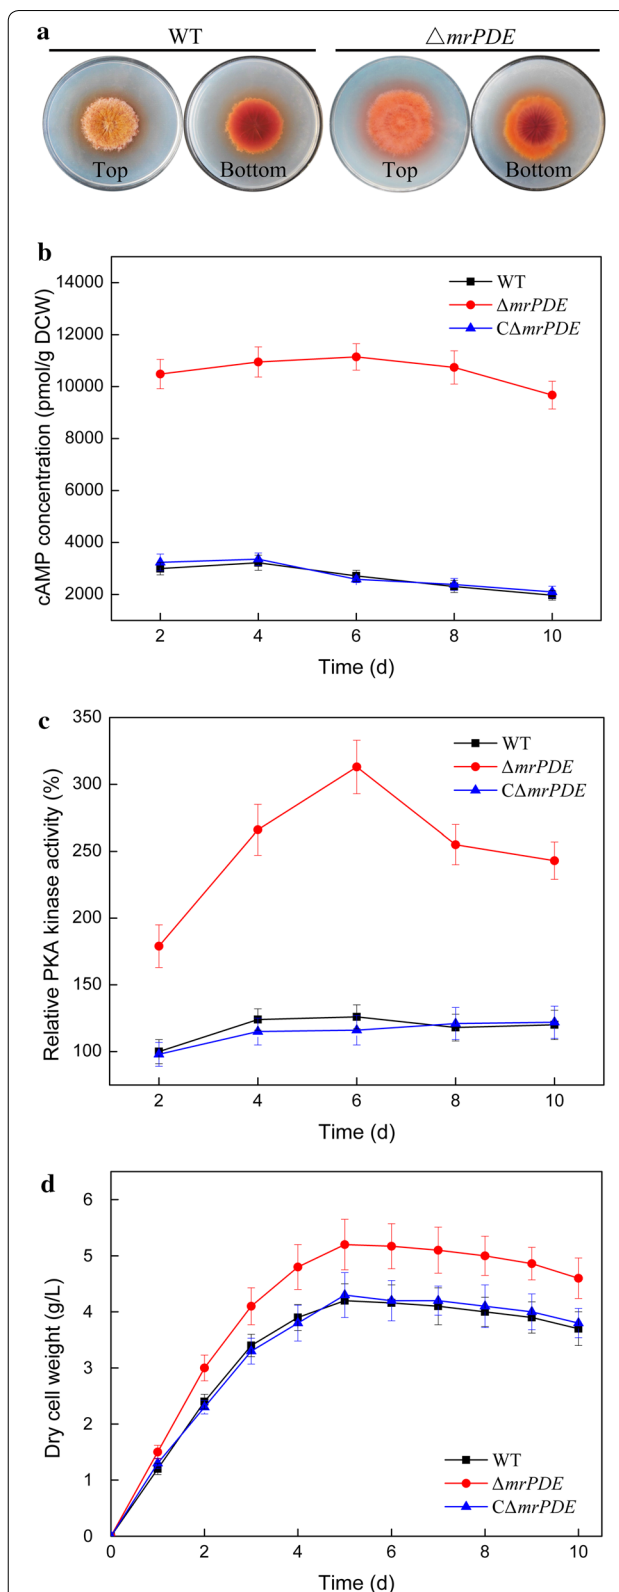 a
WT
△mrPDE
Top
Bottom
Top
Bottom
b
14000
12000
10000
8000
6000
4000
2000
cAMP concentration (pmol/g DCW)
WT
ΔmrPDE
CΔmrPDE
2 4 6 8 10
Time (d)
c
350
300
250
200
150
100
Relative PKA kinase activity (%)
WT
ΔmrPDE
CΔmrPDE
2 4 6 8 10
Time (d)
d
6
5
4
3
2
1
0
Dry cell weight (g/L)
WT
ΔmrPDE
CΔmrPDE
0 2 4 6 8 10
Time (d)